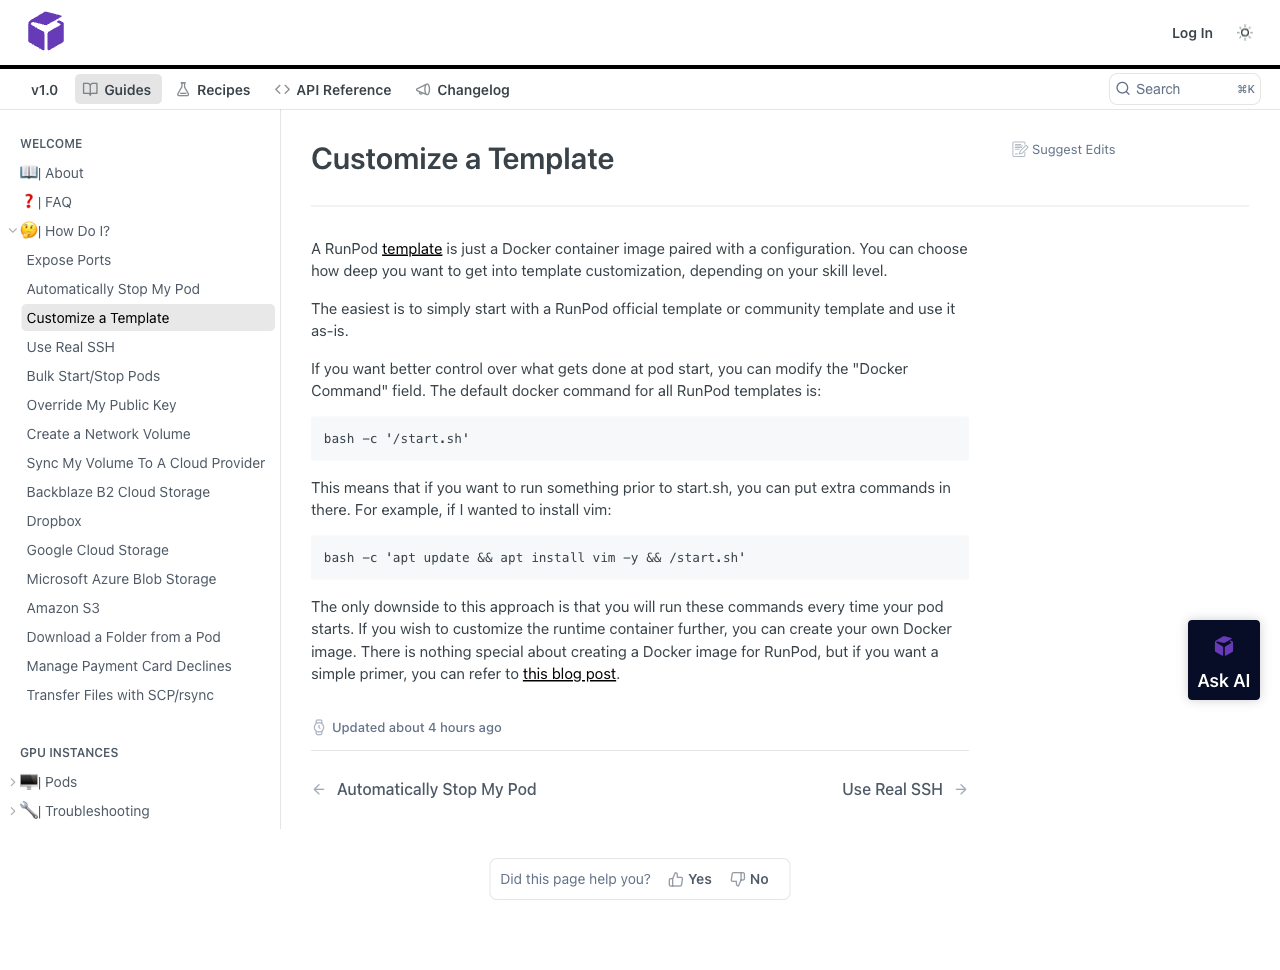 Log In
v1.0
Guides
Recipes
API Reference
Changelog
Search
⌘K
WELCOME
📖| About
❓| FAQ
🤔| How Do I?
Expose Ports
Automatically Stop My Pod
Customize a Template
Use Real SSH
Bulk Start/Stop Pods
Override My Public Key
Create a Network Volume
Sync My Volume To A Cloud Provider
Backblaze B2 Cloud Storage
Dropbox
Google Cloud Storage
Microsoft Azure Blob Storage
Amazon S3
Download a Folder from a Pod
Manage Payment Card Declines
Transfer Files with SCP/rsync
GPU INSTANCES
🖥️| Pods
🔧| Troubleshooting
Customize a Template
Suggest Edits
A RunPod template is just a Docker container image paired with a configuration. You can choose
how deep you want to get into template customization, depending on your skill level.
The easiest is to simply start with a RunPod official template or community template and use it
as-is.
If you want better control over what gets done at pod start, you can modify the "Docker
Command" field. The default docker command for all RunPod templates is:
bash -c '/start.sh'
This means that if you want to run something prior to start.sh, you can put extra commands in
there. For example, if I wanted to install vim:
bash -c 'apt update && apt install vim -y && /start.sh'
The only downside to this approach is that you will run these commands every time your pod
starts. If you wish to customize the runtime container further, you can create your own Docker
image. There is nothing special about creating a Docker image for RunPod, but if you want a
simple primer, you can refer to this blog post.
Updated about 4 hours ago
Automatically Stop My Pod
Use Real SSH
Ask AI
Did this page help you?
Yes
No